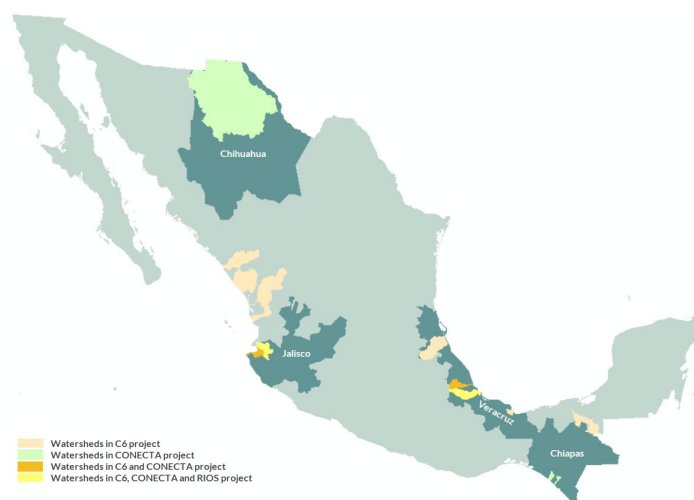 Chihuahua
Jalisco
Veracruz
Chiapas
Watersheds in C6 project
Watersheds in CONECTA project
Watersheds in C6 and CONECTA project
Watersheds in C6, CONECTA and RIOS project